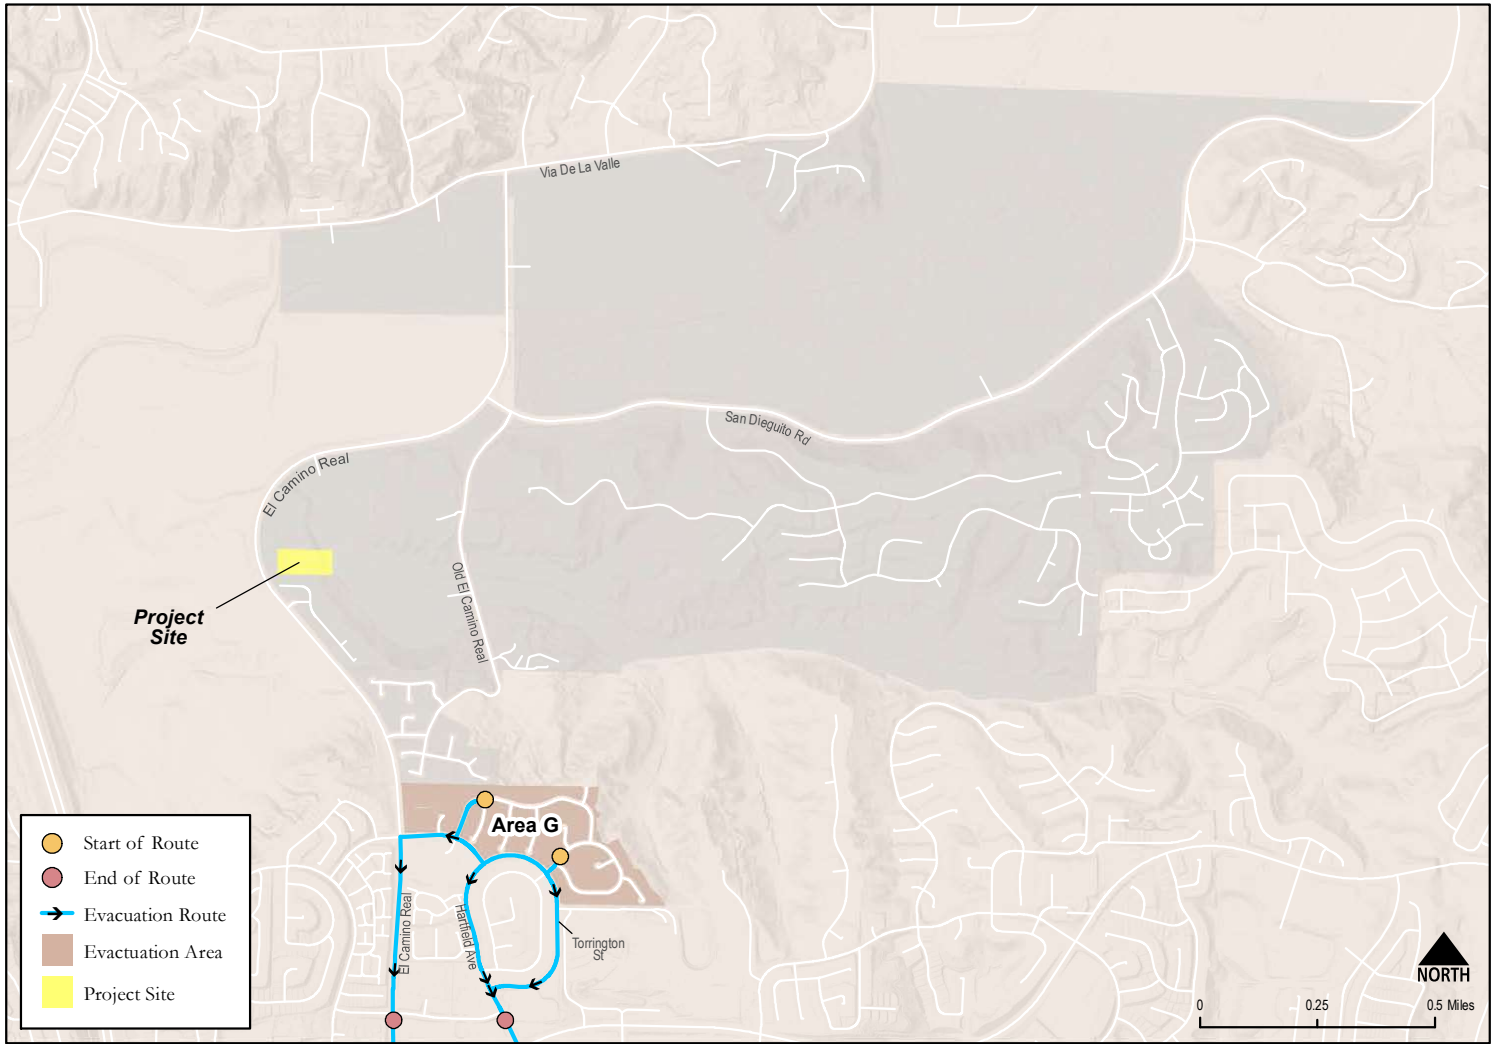 Via De La Valle
San Dieguito Rd
El Camino Real
Old El Camino Real
Project
Site
Area G
El Camino Real
Hartfield Ave
Torrington
St
Start of Route
End of Route
Evacuation Route
Evactuation Area
Project Site
NORTH
0 0.25 0.5 Miles